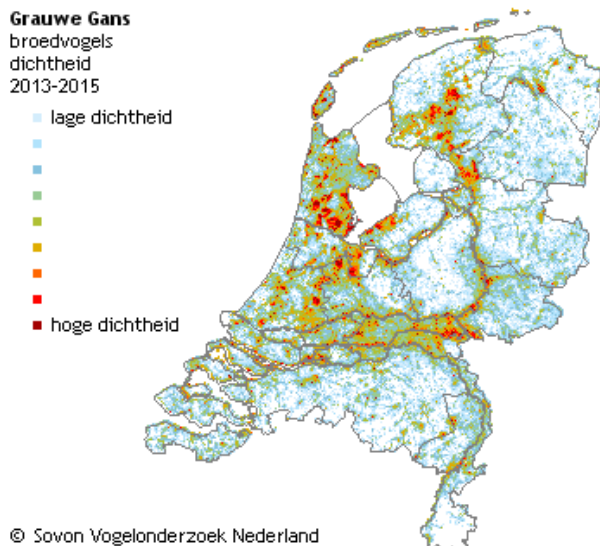 Grauwe Gans
broedvogels
dichtheid
2013-2015
lage dichtheid
hoge dichtheid
© Sovon Vogelonderzoek Nederland